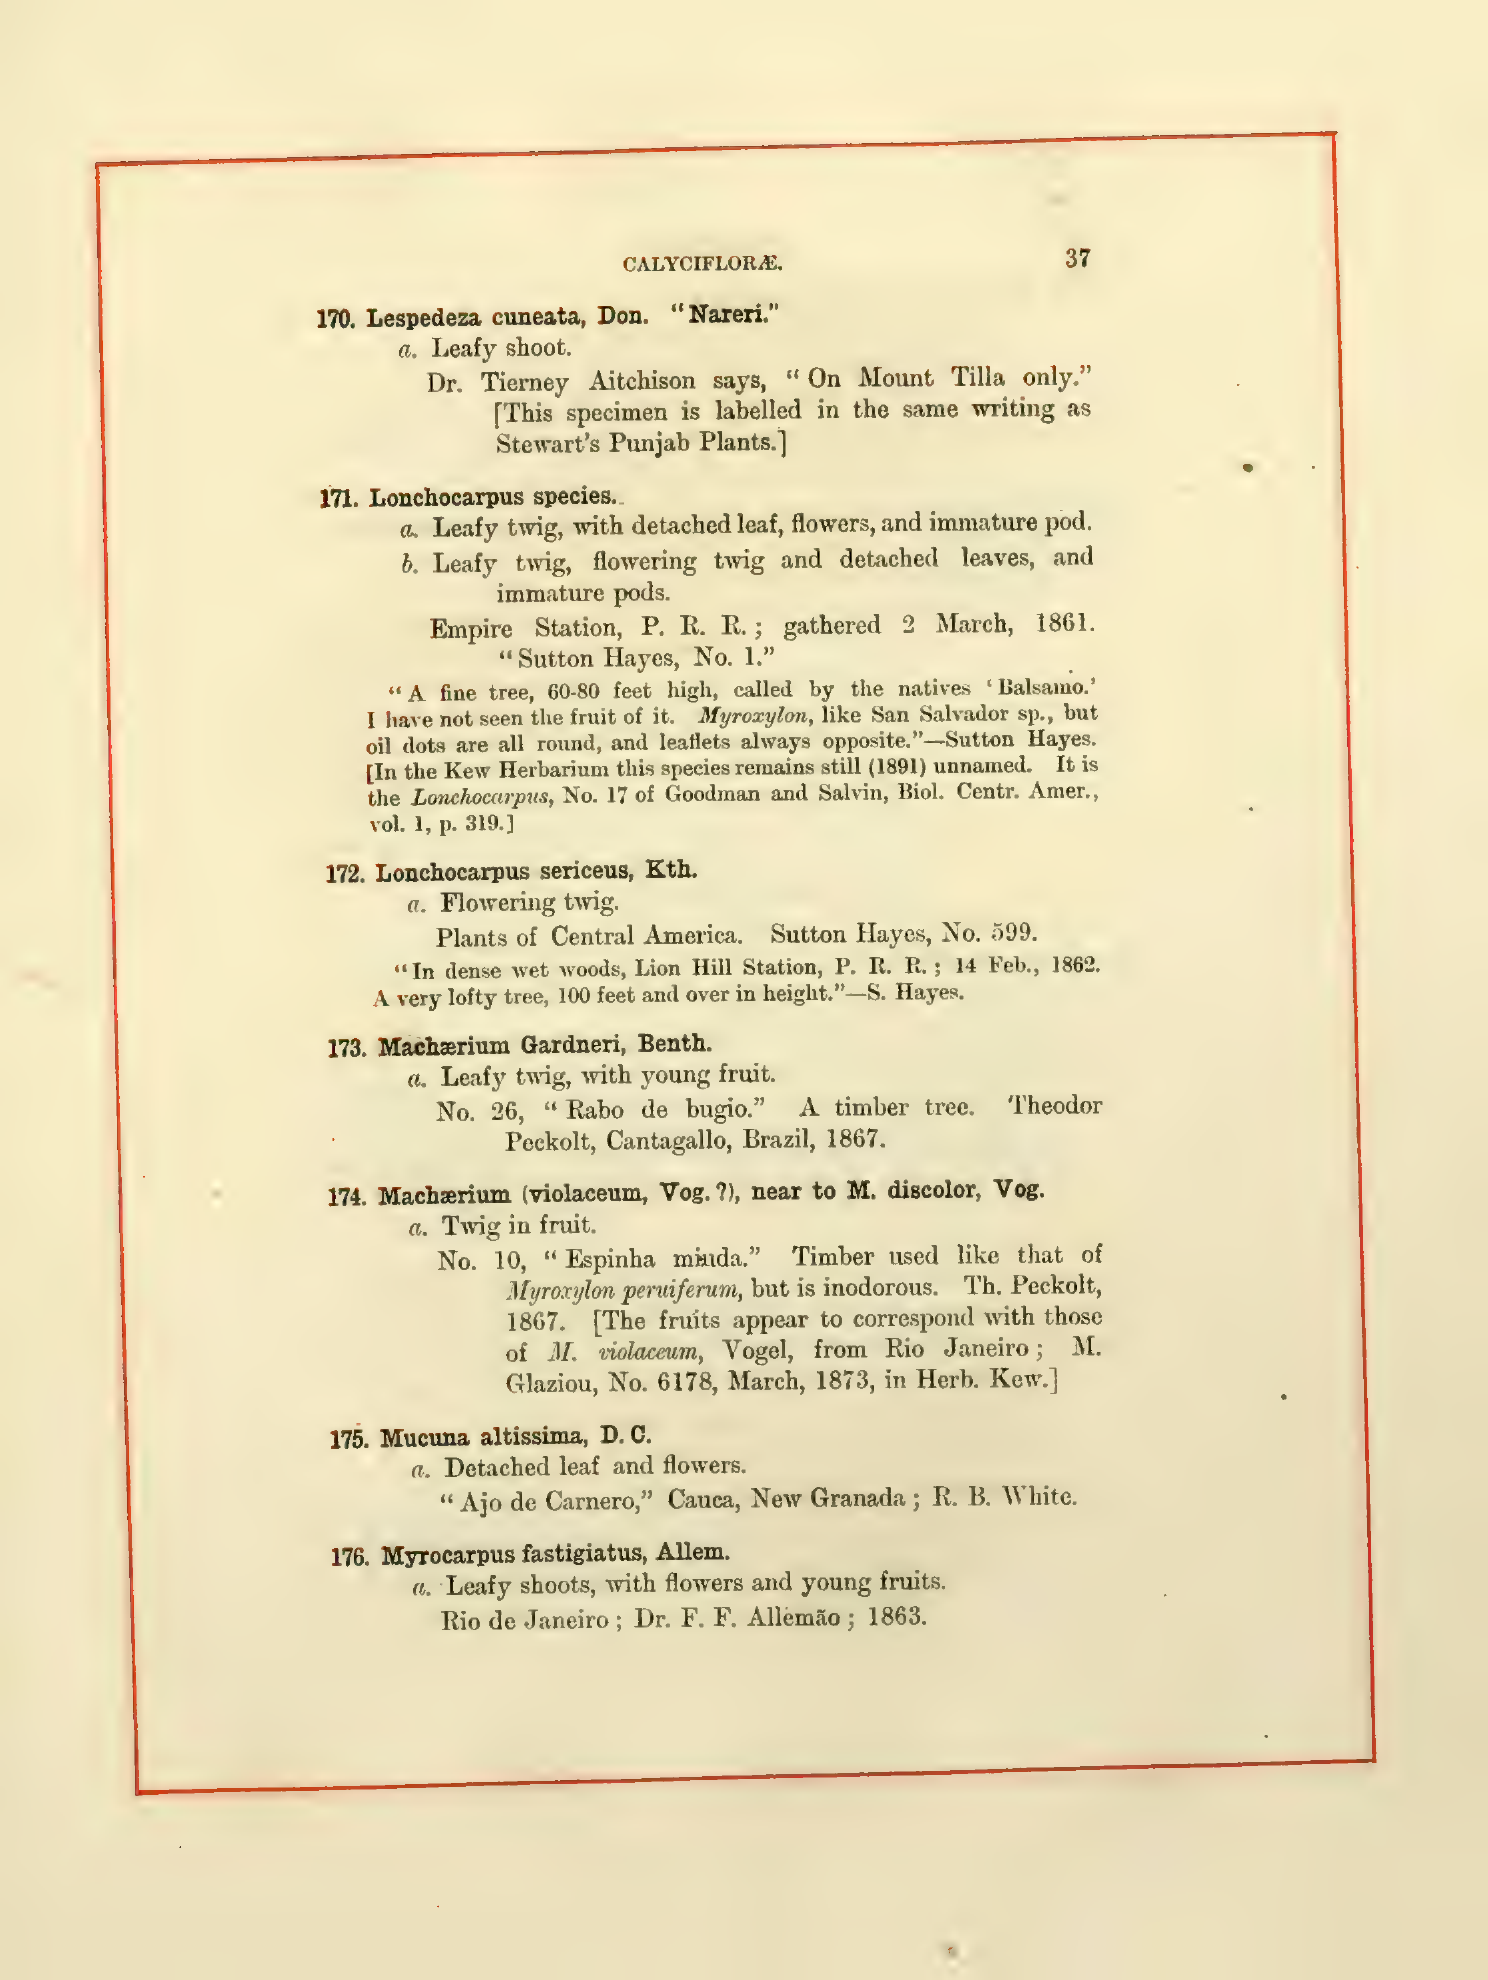 CALYCIFLORÆ. 37
170. Lespedeza cuneata, Don. “Nareri.”
a. Leafy shoot.
Dr. Tierney Aitchison says, “On Mount Tilla only.”
[This specimen is labelled in the same writing as
Stewart’s Punjab Plants.]
171. Lonchocarpus species.
a. Leafy twig, with detached leaf, flowers, and immature pod.
b. Leafy twig, flowering twig and detached leaves, and
immature pods.
Empire Station, P. R. R.; gathered 2 March, 1861.
“Sutton Hayes, No. 1.”
“A fine tree, 60-80 feet high, called by the natives ‘Balsamo.’
I have not seen the fruit of it. Myroxylon, like San Salvador sp., but
oil dots are all round, and leaflets always opposite.”—Sutton Hayes.
[In the Kew Herbarium this species remains still (1891) unnamed. It is
the Lonchocarpus, No. 17 of Goodman and Salvin, Biol. Centr. Amer.,
vol. 1, p. 319.]
172. Lonchocarpus sericeus, Kth.
a. Flowering twig.
Plants of Central America. Sutton Hayes, No. 599.
“In dense wet woods, Lion Hill Station, P. R. R.; 14 Feb., 1862.
A very lofty tree, 100 feet and over in height.”—S. Hayes.
173. Machærium Gardneri, Benth.
a. Leafy twig, with young fruit.
No. 26, “Rabo de bugio.” A timber tree. Theodor
Peckolt, Cantagallo, Brazil, 1867.
174. Machærium (violaceum, Vog.?), near to M. discolor, Vog.
a. Twig in fruit.
No. 10, “Espinha miuda.” Timber used like that of
Myroxylon peruiferum, but is inodorous. Th. Peckolt,
1867. [The fruits appear to correspond with those
of M. violaceum, Vogel, from Rio Janeiro; M.
Glaziou, No. 6178, March, 1873, in Herb. Kew.]
175. Mucuna altissima, D. C.
a. Detached leaf and flowers.
“Ajo de Carnero,” Cauca, New Granada; R. B. White.
176. Myrocarpus fastigiatus, Allem.
a. Leafy shoots, with flowers and young fruits.
Rio de Janeiro; Dr. F. F. Allemão; 1863.